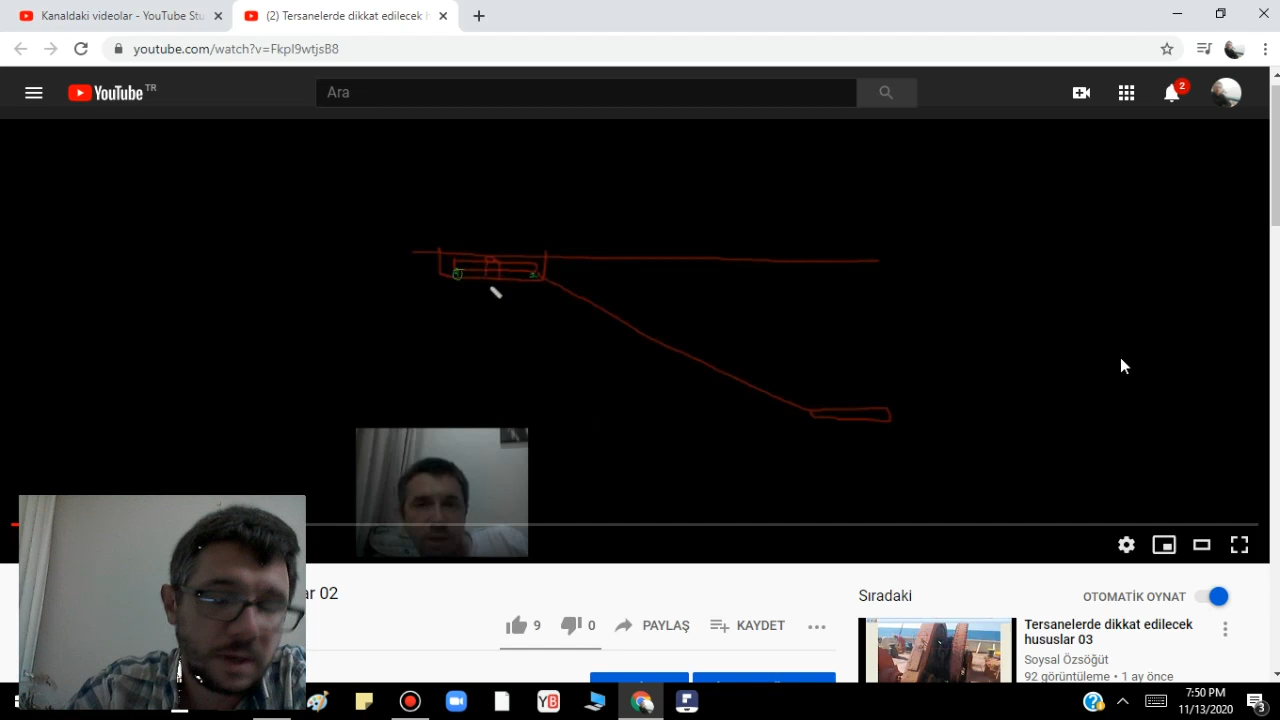 Kanaldaki videolar - YouTube Stu
(2) Tersanelerde dikkat edilecek h
youtube.com/watch?v=FkpI9wtjsB8
YouTube TR
Ara
2
ar 02
9
0
PAYLAŞ
KAYDET
Sıradaki
OTOMATİK OYNAT
Tersanelerde dikkat edilecek
hususlar 03
Soysal Özsöğüt
92 görüntüleme • 1 ay önce
7:50 PM
11/13/2020
3